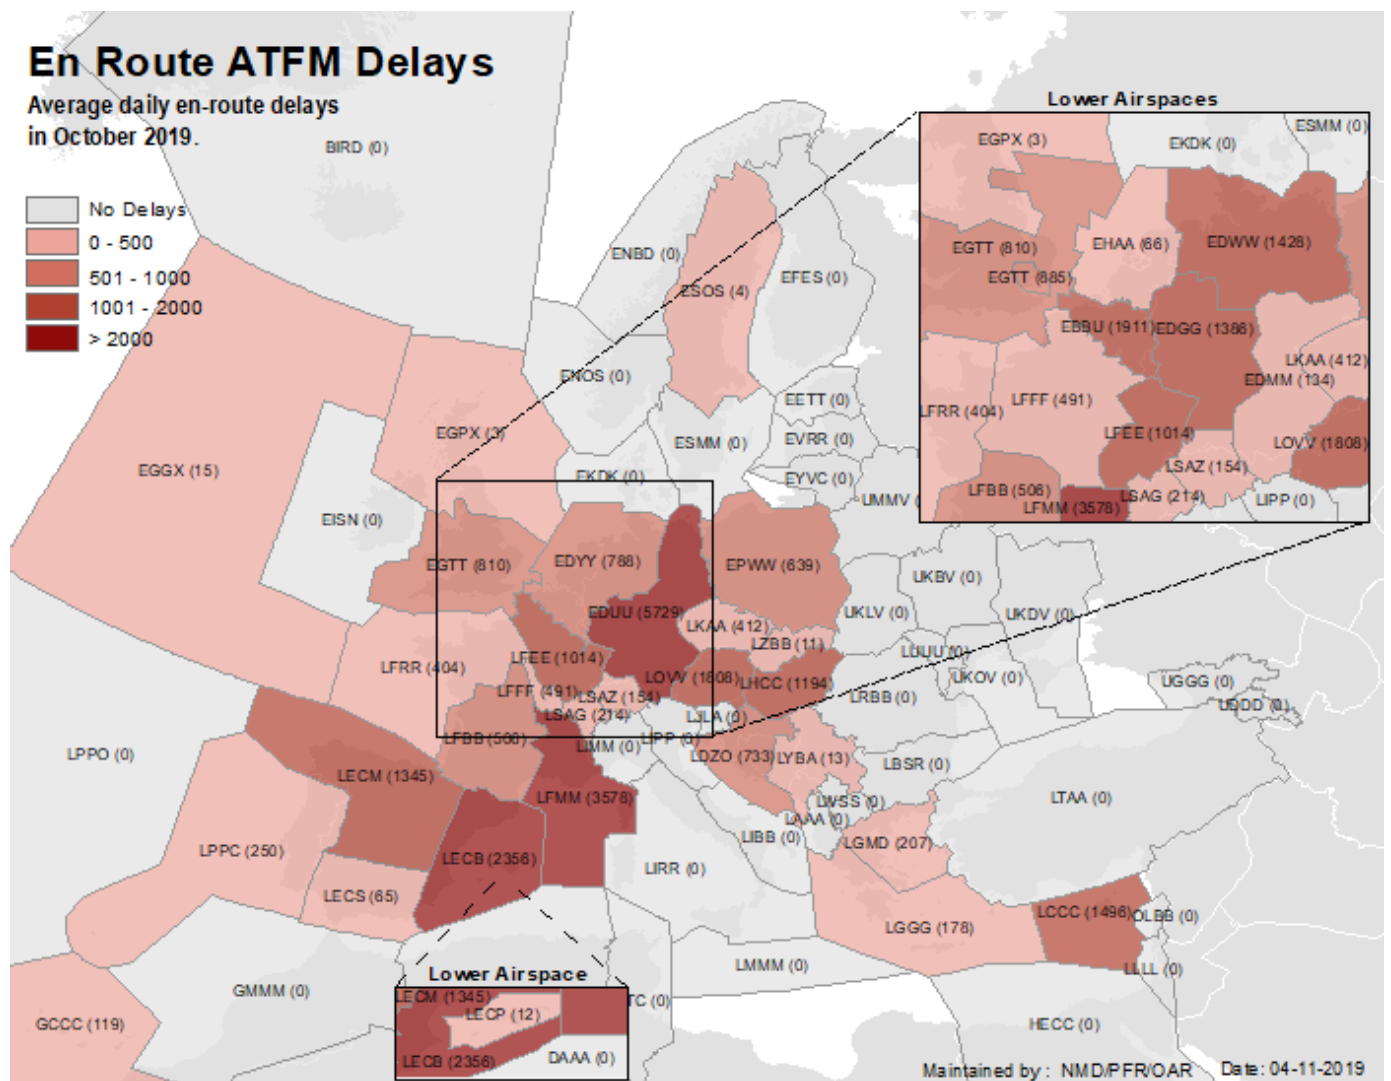 En Route ATFM Delays
Average daily en-route delays
in October 2019.
No Delays
0 - 500
501 - 1000
1001 - 2000
> 2000
BIRD (0)
ENBD (0)
ESOS (4)
EFES (0)
ENOS (0)
EETT (0)
EGPX (3)
ESMM (0)
EVRR (0)
EGGX (15)
EKDK (0)
EYVC (0)
UMMV (
EISN (0)
EGTT (810)
EDYY (788)
EPWW (639)
UKBV (0)
EDUU (5729)
UKLV (0)
UKDV (0)
LKAA (412)
LZBB (11)
LFRR (404)
LFEE (1014)
LUUU (0)
LOVV (1808)
LHCC (1194)
UKOV (0)
UGGG (0)
LFFF (491)
LSAZ (154)
LRBB (0)
UDDD (0)
LSAG (214)
LJLA (0)
LFBB (506)
LIMM (0)
LIPP (0)
LPPO (0)
LDZO (733)
LYBA (13)
LBSR (0)
LECM (1345)
LFMM (3578)
LWSS (0)
LTAA (0)
LAAA (0)
LIBB (0)
LGMD (207)
LPPC (250)
LECB (2356)
LIRR (0)
LECS (65)
LCCC (1496)
OLBB (0)
LGGG (178)
LMMM (0)
LLLL (0)
GMMM (0)
TC (0)
GCCC (119)
HECC (0)
Lower Airspaces
EGPX (3)
EKDK (0)
ESMM (0)
EGTT (810)
EHAA (66)
EDWW (1428)
EGTT (885)
EBBU (1911)
EDGG (1386)
LKAA (412)
EDMM (134)
LFRR (404)
LFFF (491)
LFEE (1014)
LOVV (1808)
LSAZ (154)
LFBB (506)
LSAG (214)
LIPP (0)
LFMM (3578)
Lower Airspace
LECM (1345)
LECP (12)
LECB (2356)
DAAA (0)
Maintained by : NMD/PFR/OAR Date: 04-11-2019